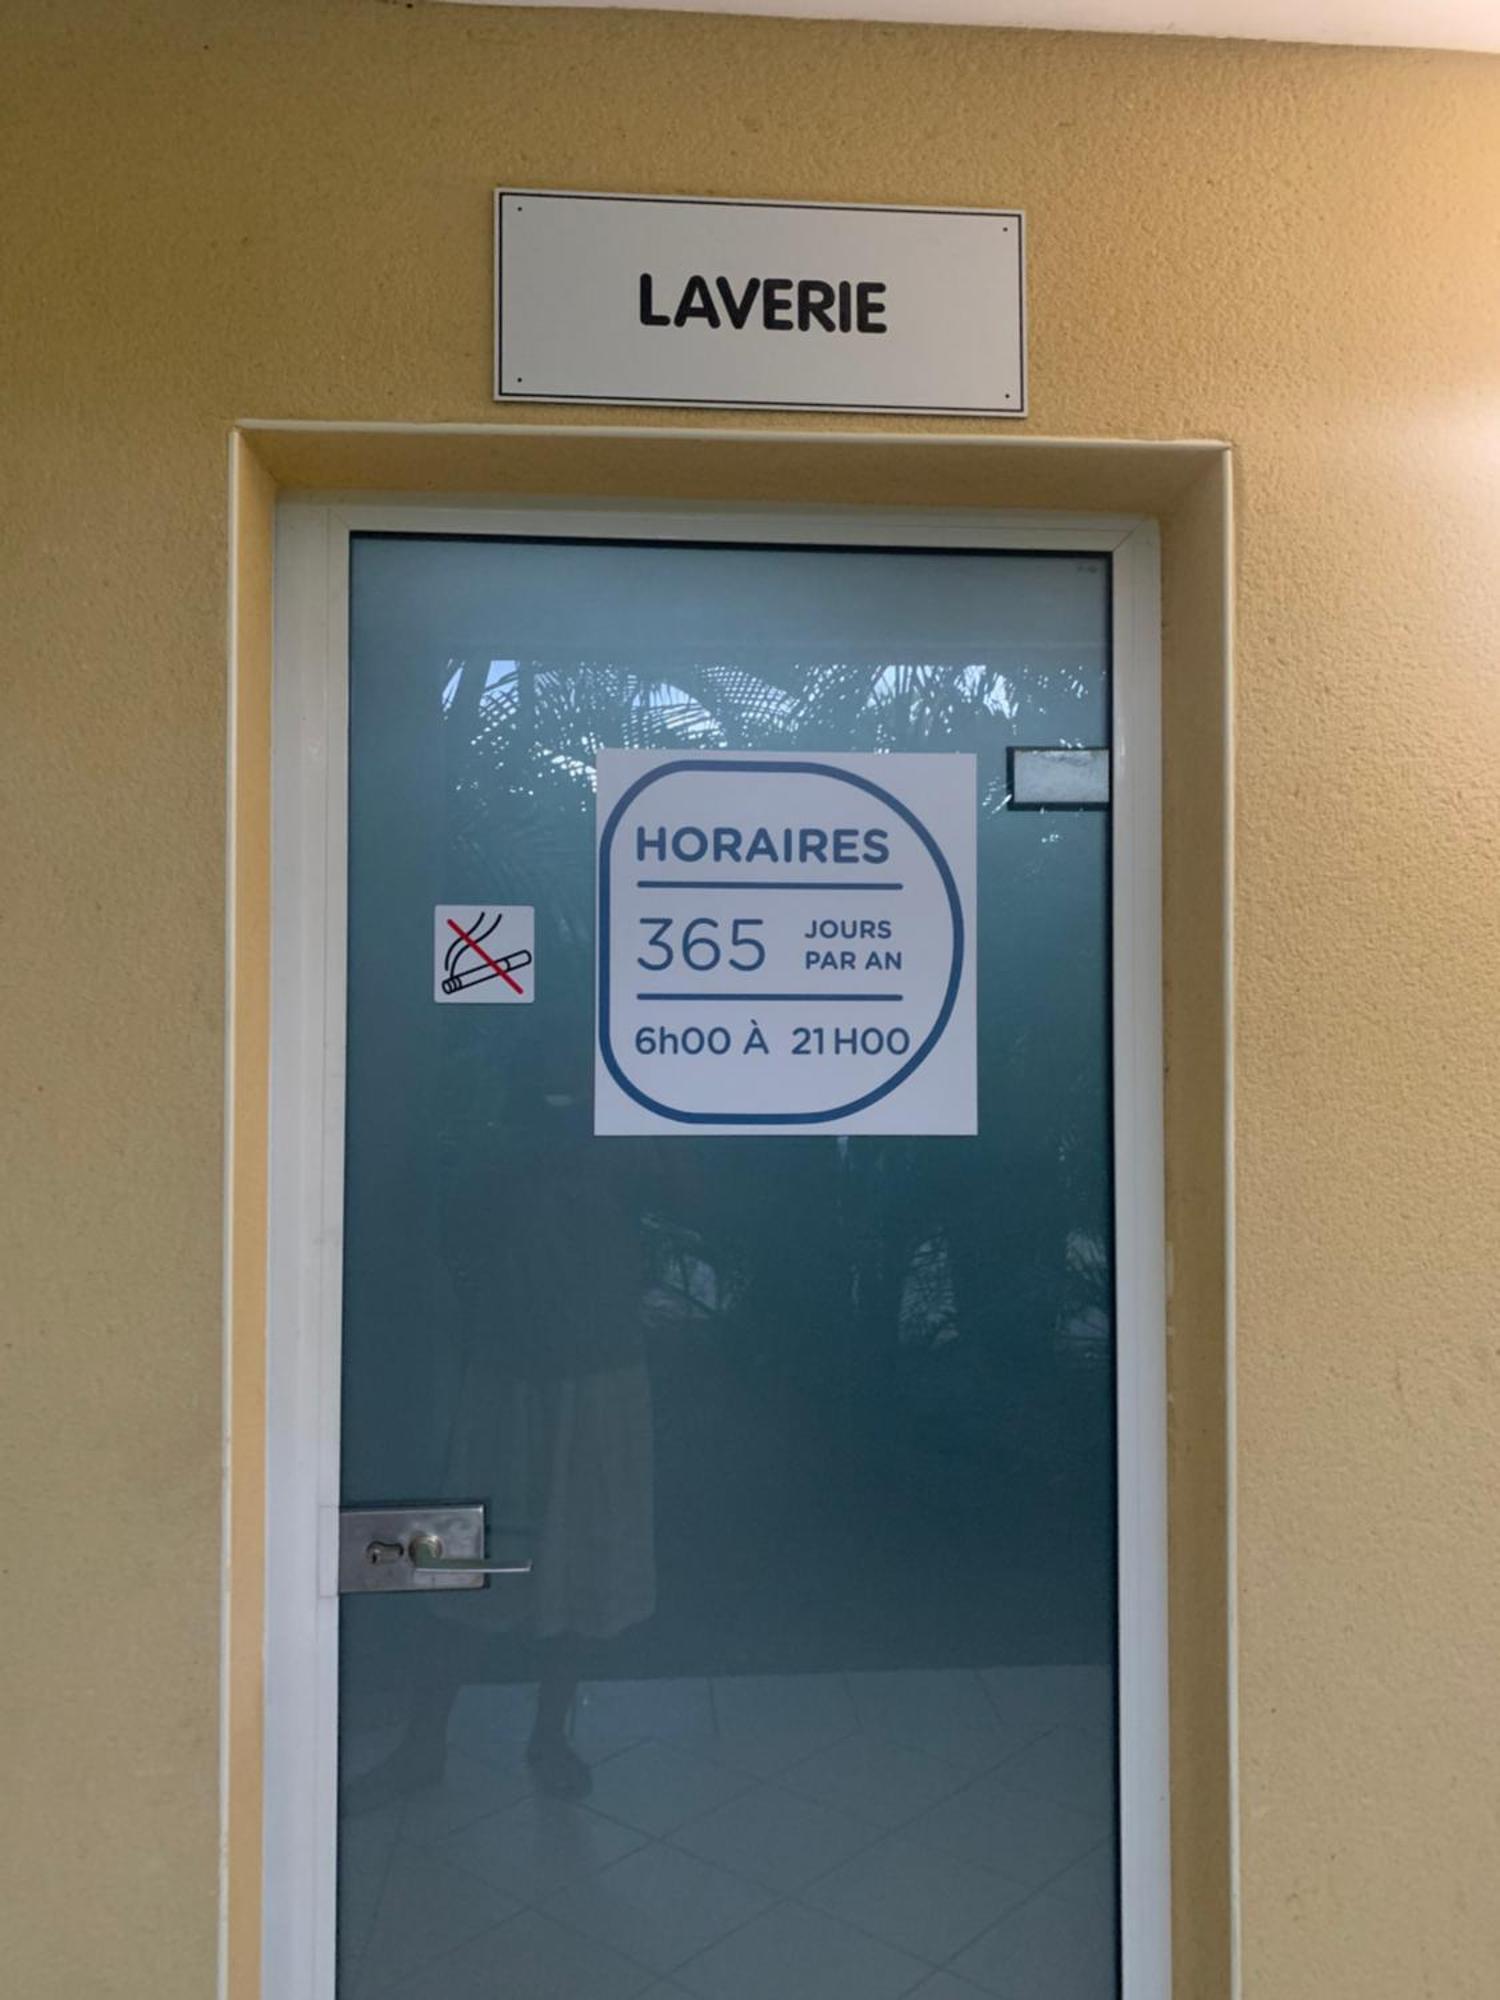 LAVERIE
HORAIRES
365 JOURS
PAR AN
6h00 À 21H00